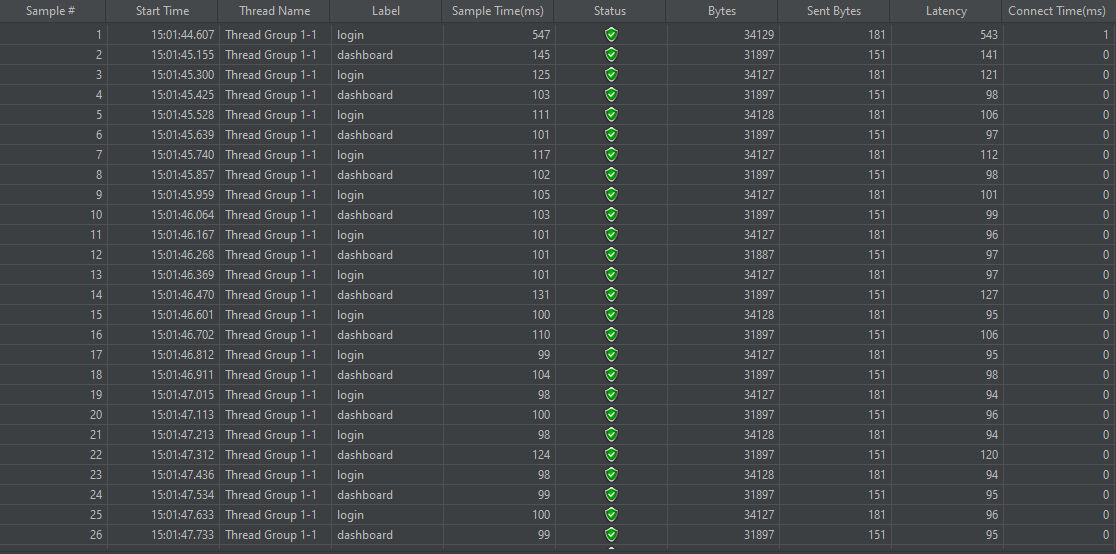 Sample # Start Time Thread Name Label Sample Time(ms) Status Bytes Sent Bytes Latency Connect Time(ms)
1 15:01:44.607 Thread Group 1-1 login 547 34129 181 543 1
2 15:01:45.155 Thread Group 1-1 dashboard 145 31897 151 141 0
3 15:01:45.300 Thread Group 1-1 login 125 34127 181 121 0
4 15:01:45.425 Thread Group 1-1 dashboard 103 31897 151 98 0
5 15:01:45.528 Thread Group 1-1 login 111 34128 181 106 0
6 15:01:45.639 Thread Group 1-1 dashboard 101 31897 151 97 0
7 15:01:45.740 Thread Group 1-1 login 117 34127 181 112 0
8 15:01:45.857 Thread Group 1-1 dashboard 102 31897 151 98 0
9 15:01:45.959 Thread Group 1-1 login 105 34127 181 101 0
10 15:01:46.064 Thread Group 1-1 dashboard 103 31897 151 99 0
11 15:01:46.167 Thread Group 1-1 login 101 34127 181 96 0
12 15:01:46.268 Thread Group 1-1 dashboard 101 31887 151 97 0
13 15:01:46.369 Thread Group 1-1 login 101 34127 181 97 0
14 15:01:46.470 Thread Group 1-1 dashboard 131 31897 151 127 0
15 15:01:46.601 Thread Group 1-1 login 100 34128 181 95 0
16 15:01:46.702 Thread Group 1-1 dashboard 110 31897 151 106 0
17 15:01:46.812 Thread Group 1-1 login 99 34127 181 95 0
18 15:01:46.911 Thread Group 1-1 dashboard 104 31897 151 98 0
19 15:01:47.015 Thread Group 1-1 login 98 34127 181 94 0
20 15:01:47.113 Thread Group 1-1 dashboard 100 31897 151 96 0
21 15:01:47.213 Thread Group 1-1 login 98 34128 181 94 0
22 15:01:47.312 Thread Group 1-1 dashboard 124 31897 151 120 0
23 15:01:47.436 Thread Group 1-1 login 98 34128 181 94 0
24 15:01:47.534 Thread Group 1-1 dashboard 99 31897 151 95 0
25 15:01:47.633 Thread Group 1-1 login 100 34127 181 96 0
26 15:01:47.733 Thread Group 1-1 dashboard 99 31897 151 95 0